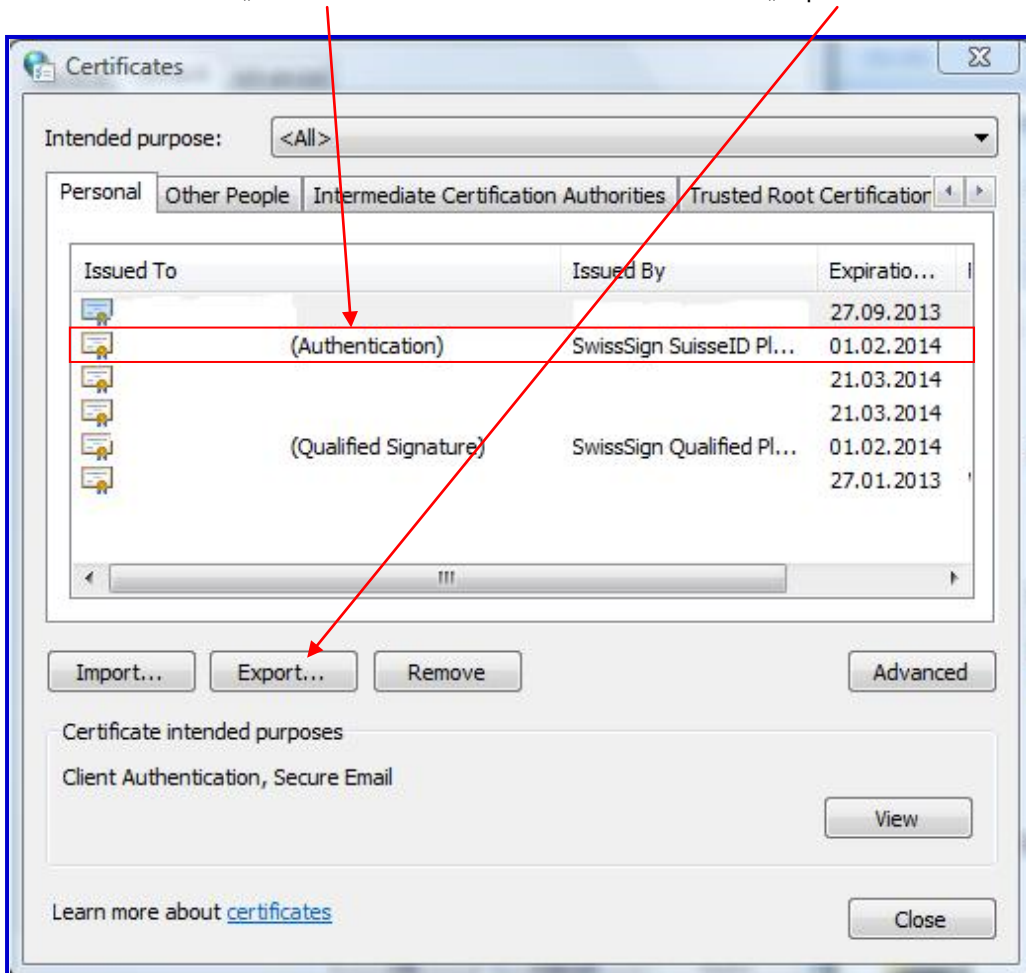 Certificates
Intended purpose: <All>
Personal Other People Intermediate Certification Authorities Trusted Root Certification
Issued To Issued By Expiratio...
27.09.2013
(Authentication) SwissSign SuisseID Pl... 01.02.2014
21.03.2014
21.03.2014
(Qualified Signature) SwissSign Qualified Pl... 01.02.2014
27.01.2013
Import... Export... Remove Advanced
Certificate intended purposes
Client Authentication, Secure Email
View
Learn more about certificates
Close